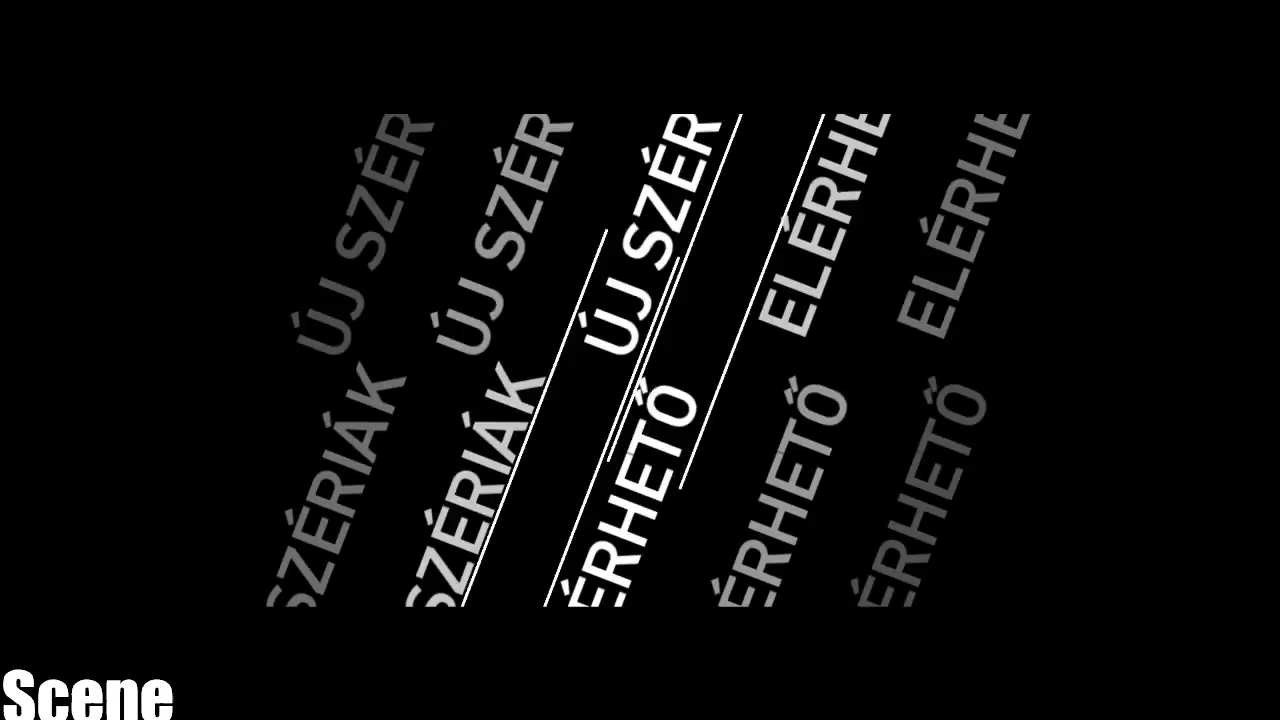 ÚJ SZÉR
ÚJ SZÉR
ÚJ SZÉR
ELÉRHE
ELÉRHE
SZÉRIÁK
SZÉRIÁK
ÉRHETŐ
ÉRHETŐ
ÉRHETŐ
Scene